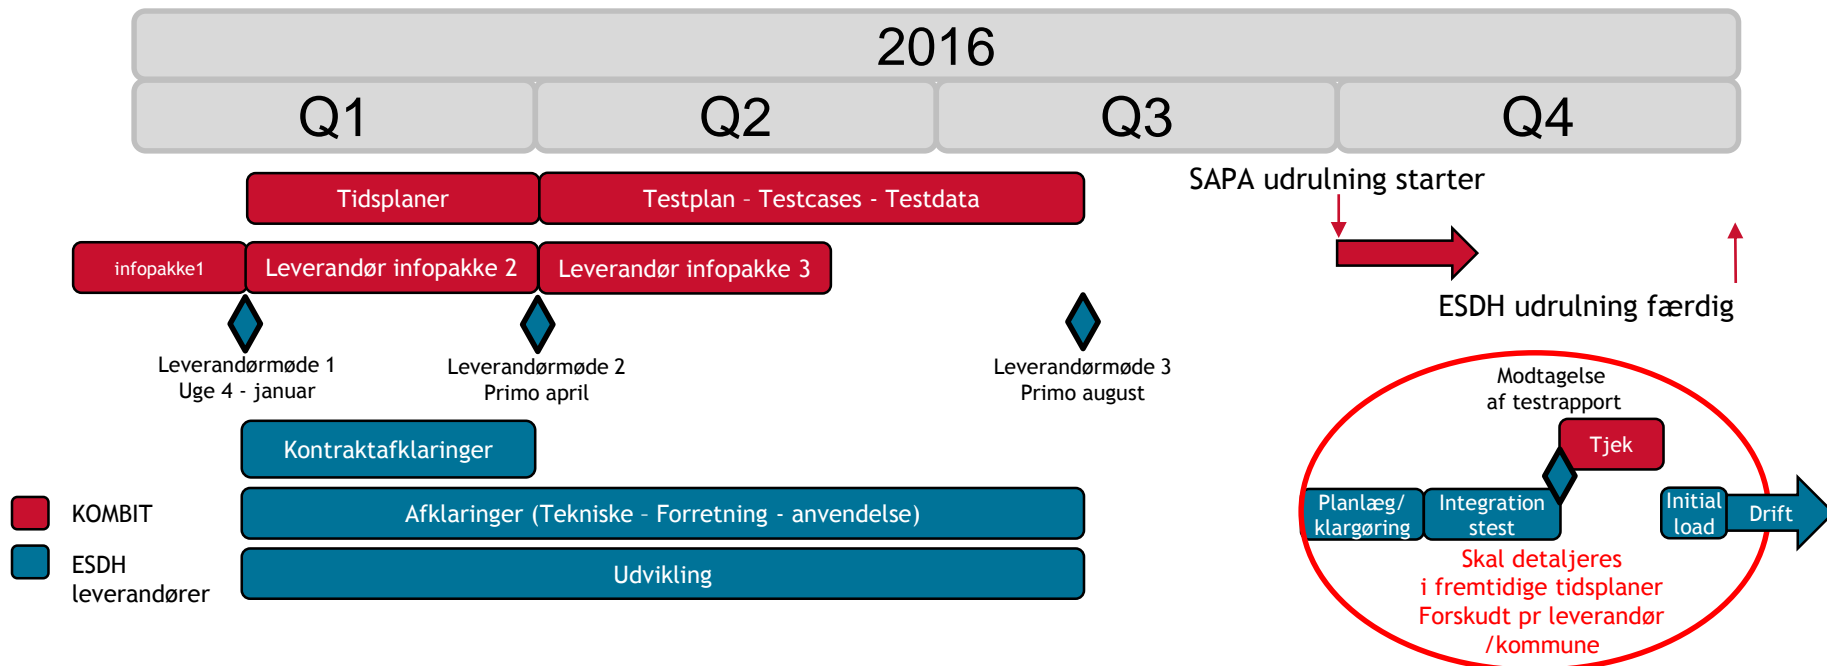 2016
Q1
Q2
Q3
Q4
Tidsplaner
Testplan – Testcases - Testdata
SAPA udrulning starter
infopakke1
Leverandør infopakke 2
Leverandør infopakke 3
ESDH udrulning færdig
Leverandørmøde 1
Uge 4 - januar
Leverandørmøde 2
Primo april
Leverandørmøde 3
Primo august
Modtagelse
af testrapport
Kontraktafklaringer
Tjek
KOMBIT
ESDH
leverandører
Afklaringer (Tekniske – Forretning - anvendelse)
Udvikling
Planlæg/
klargøring
Integration
stest
Initial
load
Drift
Skal detaljeres
i fremtidige tidsplaner
Forskudt pr leverandør
/kommune